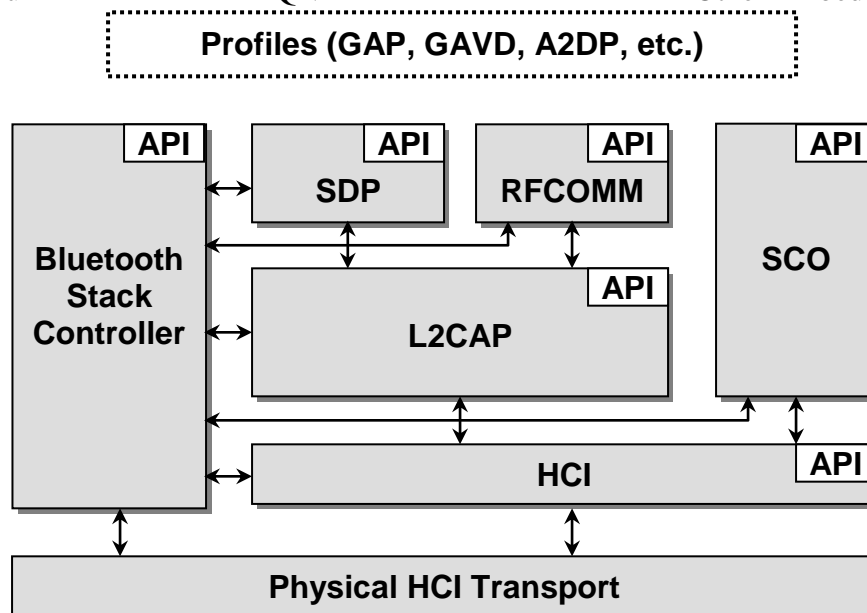 Profiles (GAP, GAVD, A2DP, etc.)
API
API
API
API
SDP
RFCOMM
Bluetooth
Stack
Controller
SCO
API
L2CAP
API
HCI
Physical HCI Transport